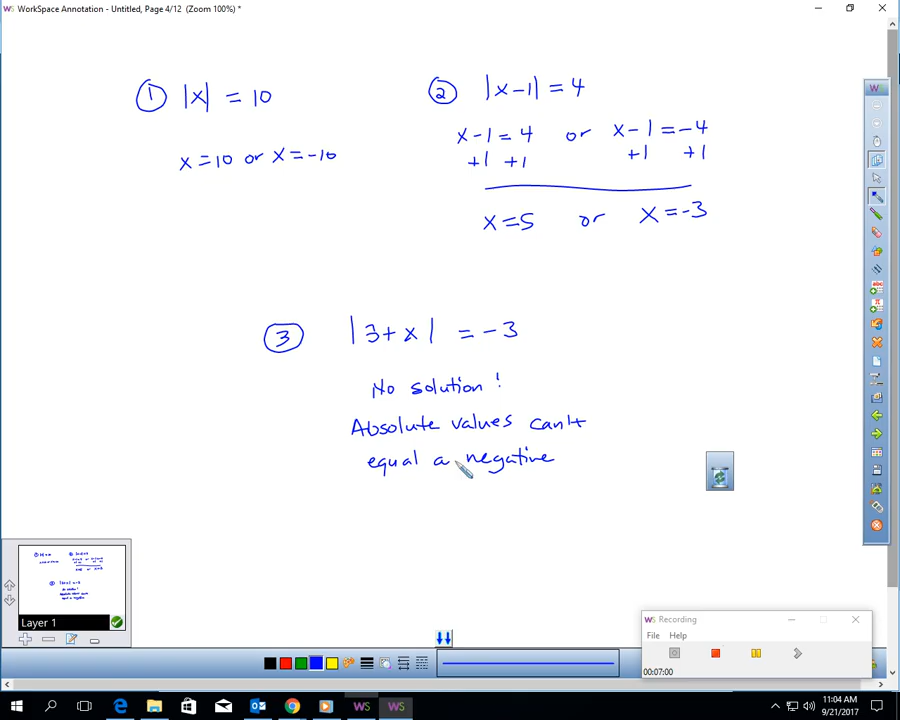 WorkSpace Annotation - Untitled, Page 4/12 (Zoom 100%) *
① |x| = 10
x = 10 or x = -10
② |x-1| = 4
x-1 = 4 or x-1 = -4
+1 +1 +1 +1
x = 5 or x = -3
③ |3+x| = -3
No solution!
Absolute values can't
equal a negative
Layer 1
WS Recording
File Help
00:07:00
11:04 AM
9/21/2017